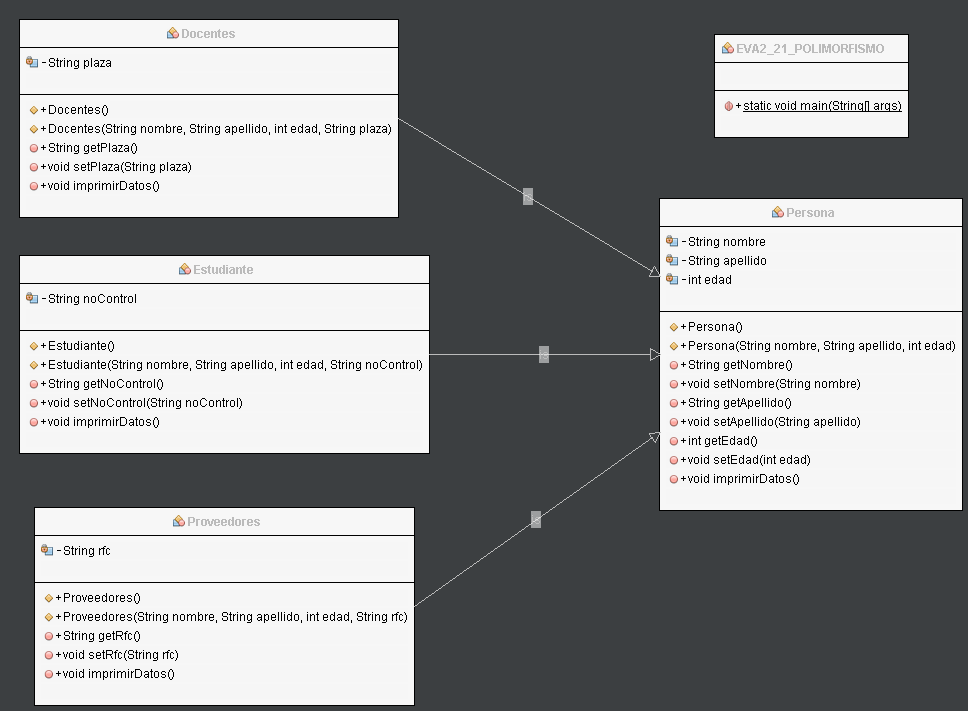 Docentes
-String plaza
+Docentes()
+Docentes(String nombre, String apellido, int edad, String plaza)
+String getPlaza()
+void setPlaza(String plaza)
+void imprimirDatos()
EVA2_21_POLIMORFISMO
+static void main(String[] args)
Estudiante
-String noControl
+Estudiante()
+Estudiante(String nombre, String apellido, int edad, String noControl)
+String getNoControl()
+void setNoControl(String noControl)
+void imprimirDatos()
Persona
-String nombre
-String apellido
-int edad
+Persona()
+Persona(String nombre, String apellido, int edad)
+String getNombre()
+void setNombre(String nombre)
+String getApellido()
+void setApellido(String apellido)
+int getEdad()
+void setEdad(int edad)
+void imprimirDatos()
Proveedores
-String rfc
+Proveedores()
+Proveedores(String nombre, String apellido, int edad, String rfc)
+String getRfc()
+void setRfc(String rfc)
+void imprimirDatos()